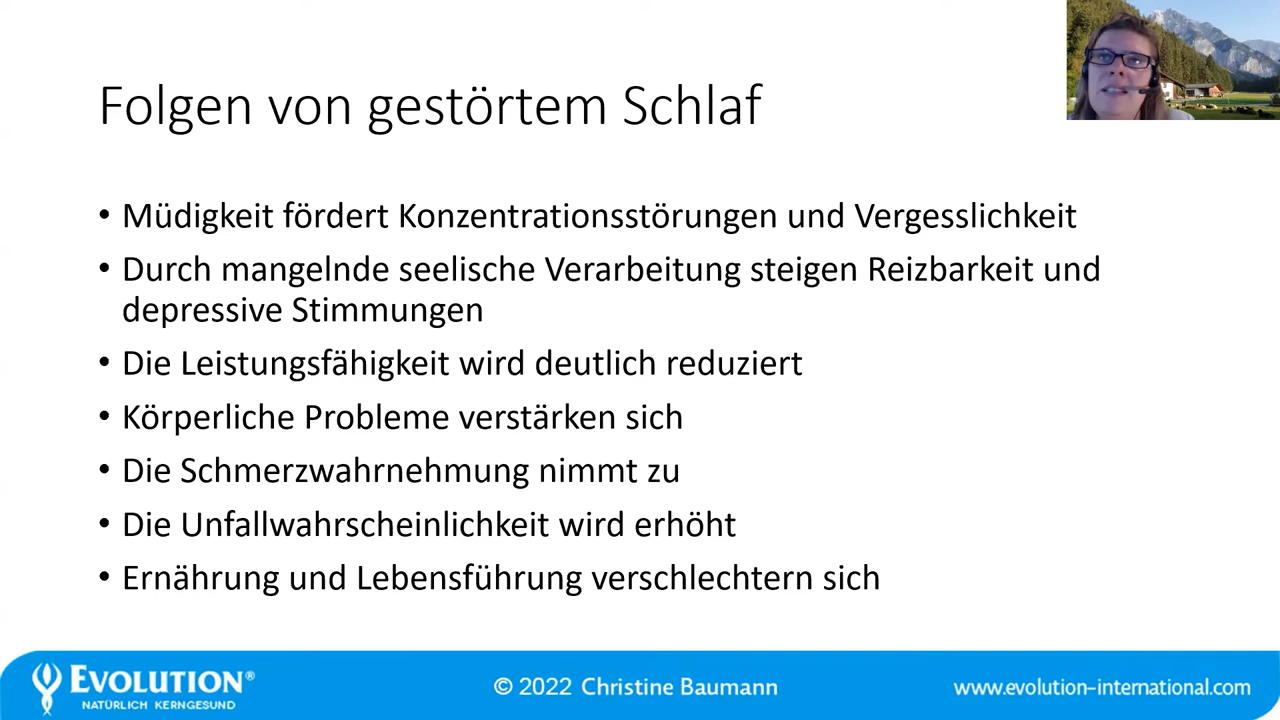 Folgen von gestörtem Schlaf
• Müdigkeit fördert Konzentrationsstörungen und Vergesslichkeit
• Durch mangelnde seelische Verarbeitung steigen Reizbarkeit und
depressive Stimmungen
• Die Leistungsfähigkeit wird deutlich reduziert
• Körperliche Probleme verstärken sich
• Die Schmerzwahrnehmung nimmt zu
• Die Unfallwahrscheinlichkeit wird erhöht
• Ernährung und Lebensführung verschlechtern sich
EVOLUTION®
NATÜRLICH KERNGESUND
© 2022 Christine Baumann
www.evolution-international.com